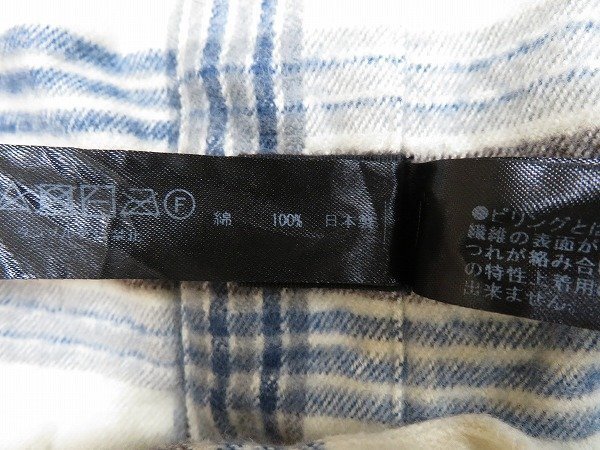 Ⓕ
綿 100% 日本製
●ピリングとは
繊維の表面が
つれが絡み合
の特性上着用
出来ません。